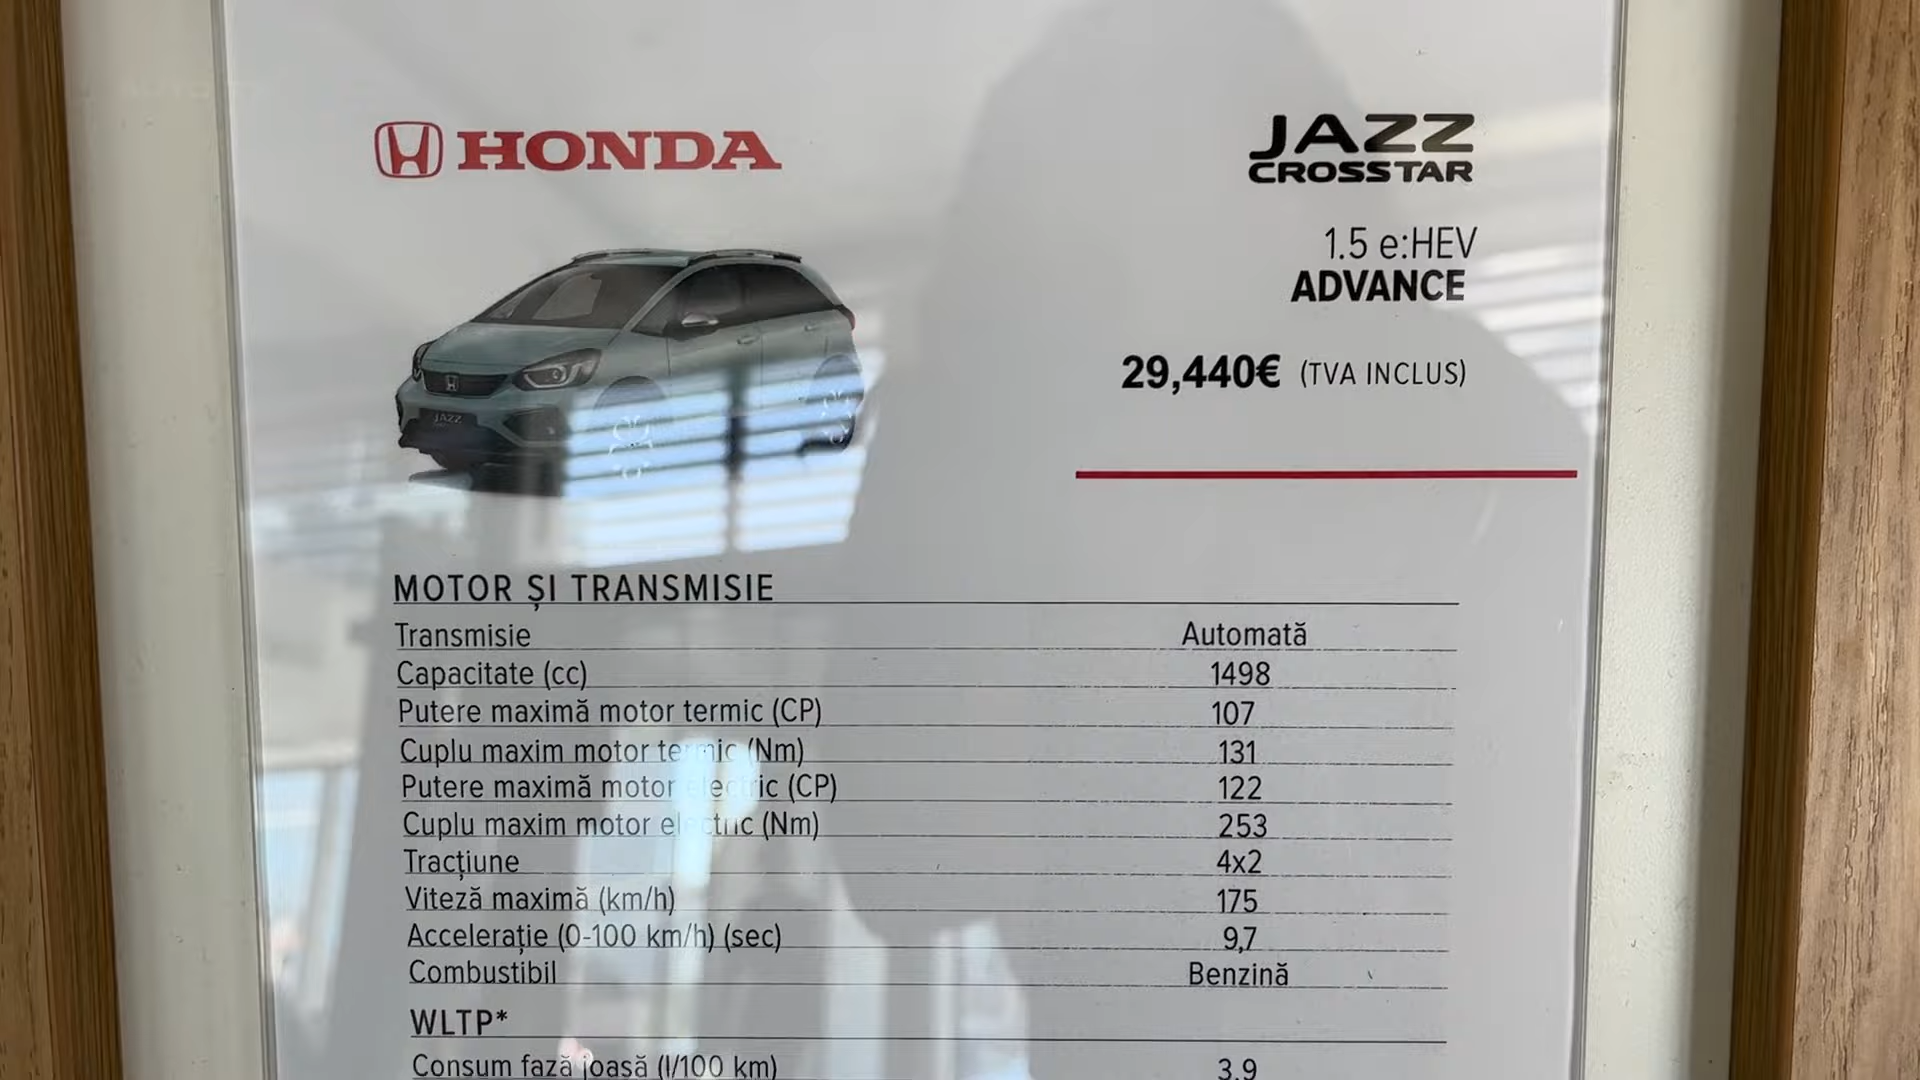 HONDA
JAZZ
CROSSTAR
1.5 e:HEV
ADVANCE
29,440€ (TVA INCLUS)
JAZZ
MOTOR ȘI TRANSMISIE
Transmisie Automată
Capacitate (cc) 1498
Putere maximă motor termic (CP) 107
Cuplu maxim motor termic (Nm) 131
Putere maximă motor electric (CP) 122
Cuplu maxim motor electric (Nm) 253
Tracțiune 4x2
Viteză maximă (km/h) 175
Accelerație (0-100 km/h) (sec) 9,7
Combustibil Benzină
WLTP*
Consum fază joasă (l/100 km) 3,9